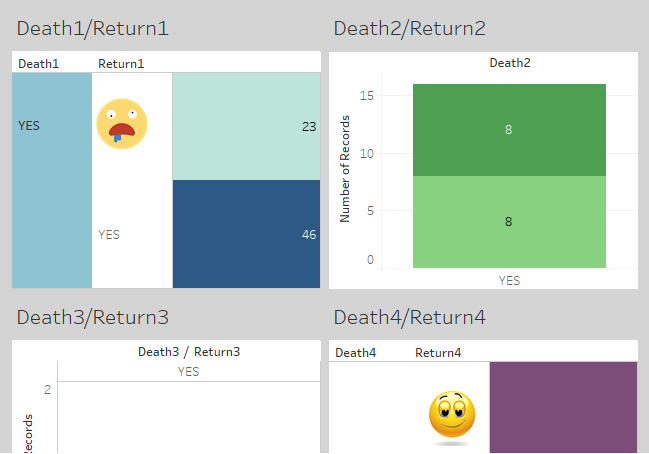 Death1/Return1
Death1 Return1
YES 23
YES 46
Death2/Return2
Death2
15
10
5
0
Number of Records
8
8
YES
Death3/Return3
Death3 / Return3
YES
2
Death4/Return4
Death4 Return4